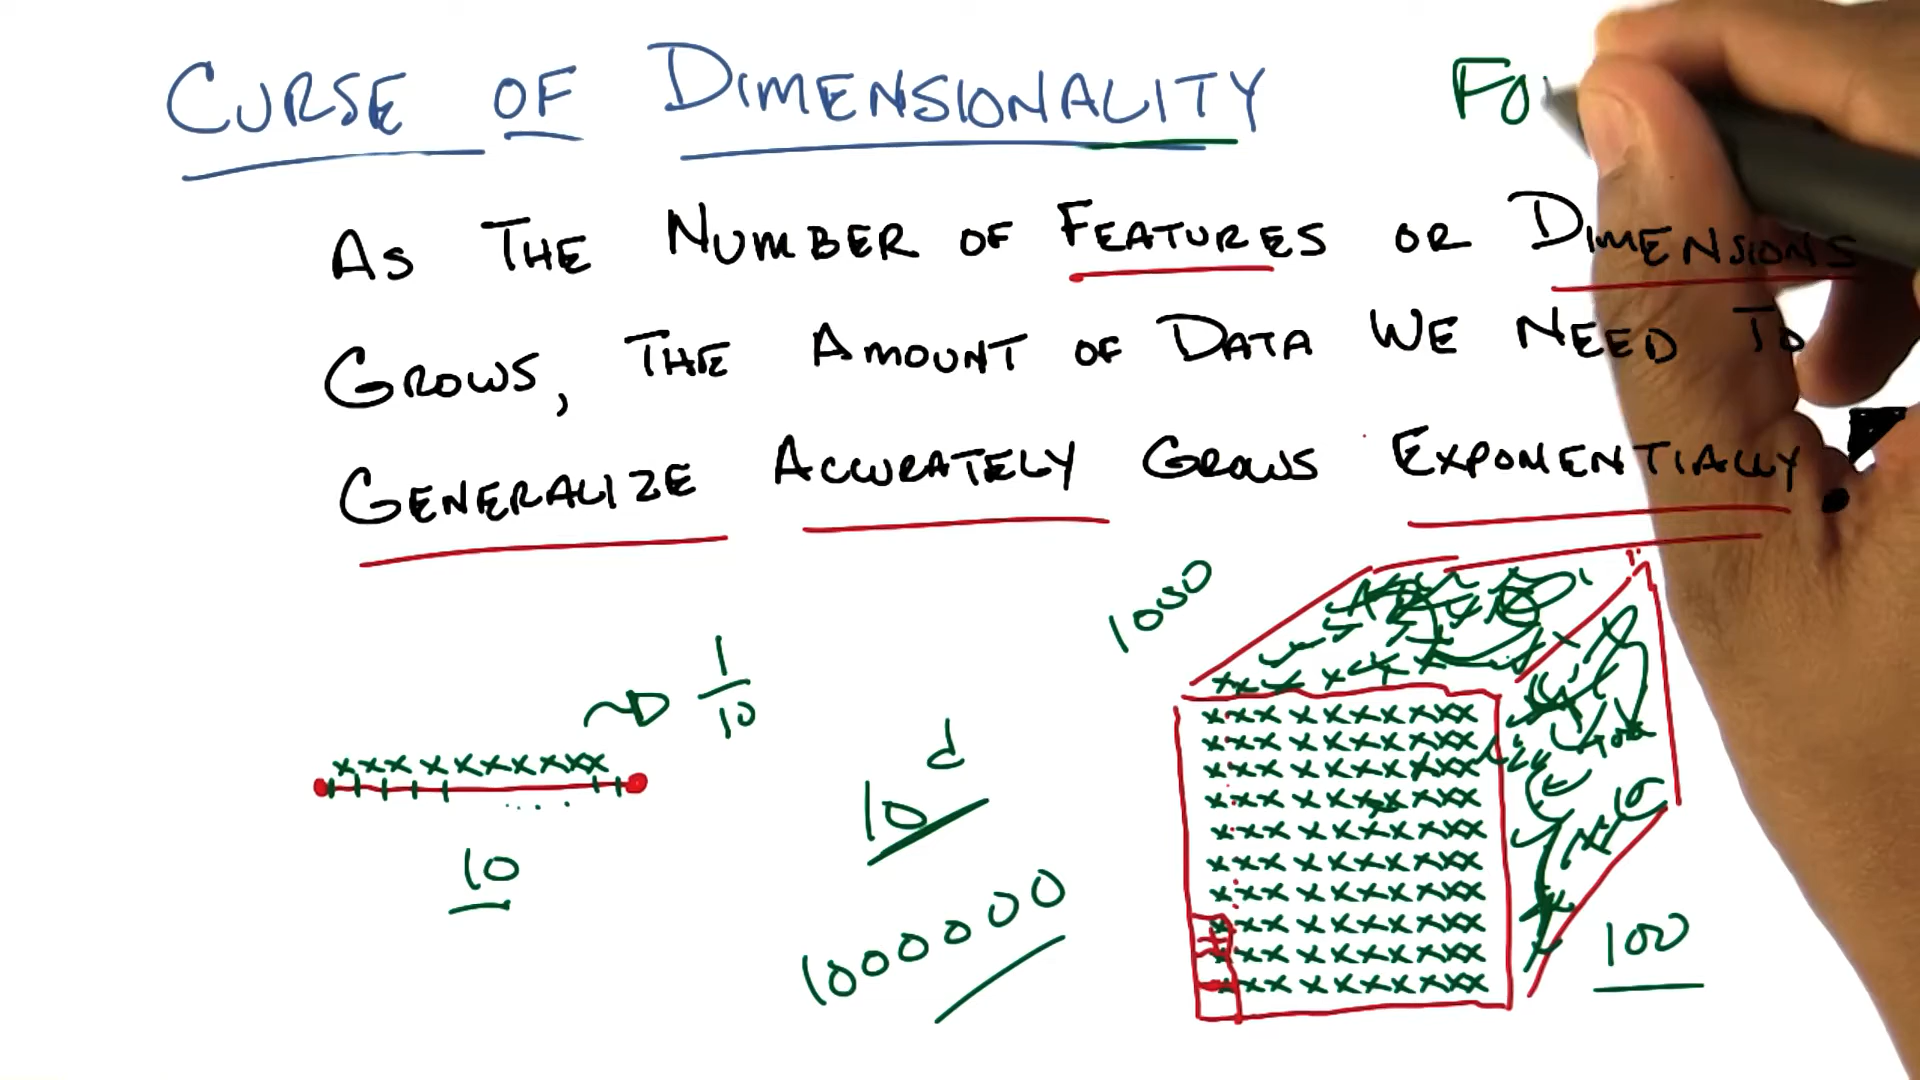 CURSE OF DIMENSIONALITY
AS THE NUMBER OF FEATURES OR DIMENSIONS
GROWS, THE AMOUNT OF DATA WE NEED TO
GENERALIZE ACCURATELY GROWS EXPONENTIALLY.
1000
1
10
10
10 d
1000000
100